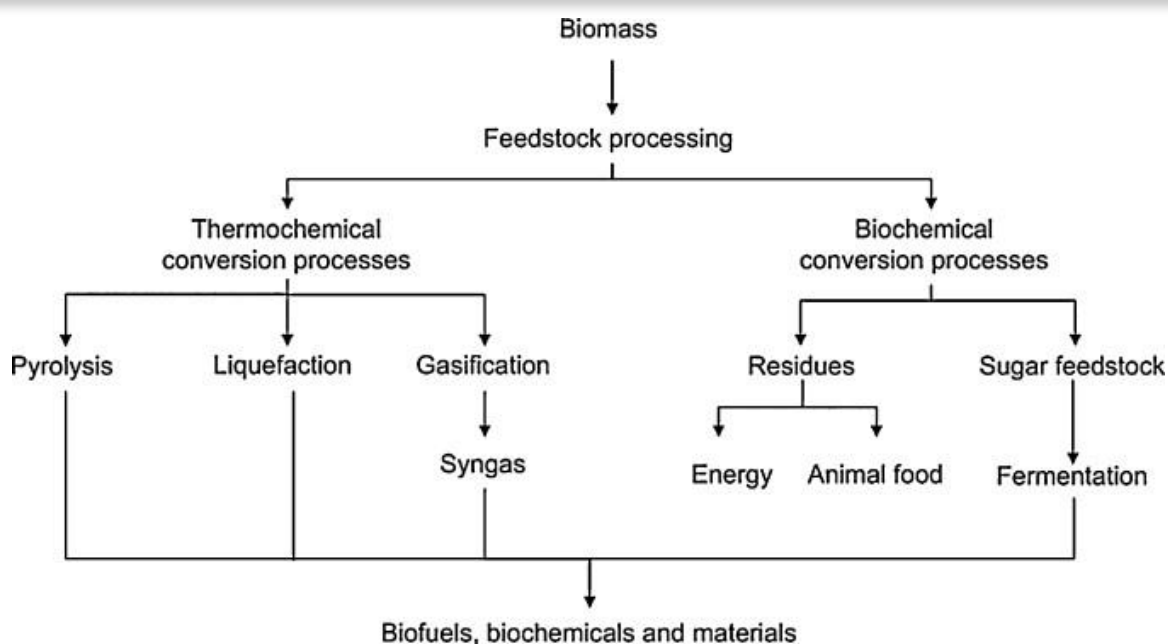 Biomass
Feedstock processing
Thermochemical
conversion processes
Biochemical
conversion processes
Pyrolysis
Liquefaction
Gasification
Residues
Sugar feedstock
Syngas
Energy
Animal food
Fermentation
Biofuels, biochemicals and materials